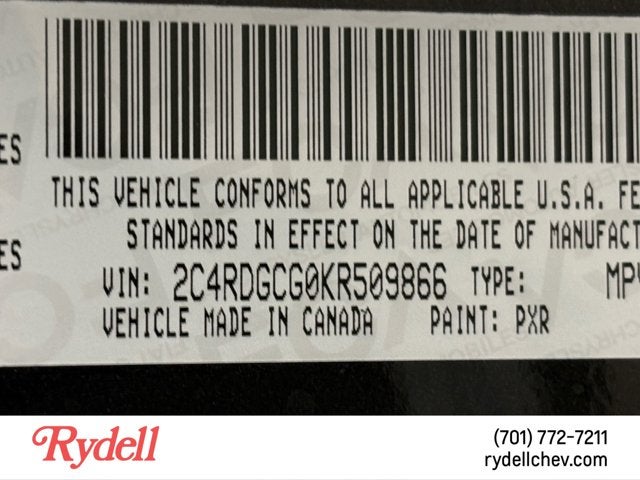 ES
THIS VEHICLE CONFORMS TO ALL APPLICABLE U.S.A. FE
STANDARDS IN EFFECT ON THE DATE OF MANUFACT
ES
VIN: 2C4RDGCG0KR509866 TYPE: MPV
VEHICLE MADE IN CANADA PAINT: PXR
Rydell
(701) 772-7211
rydellchev.com